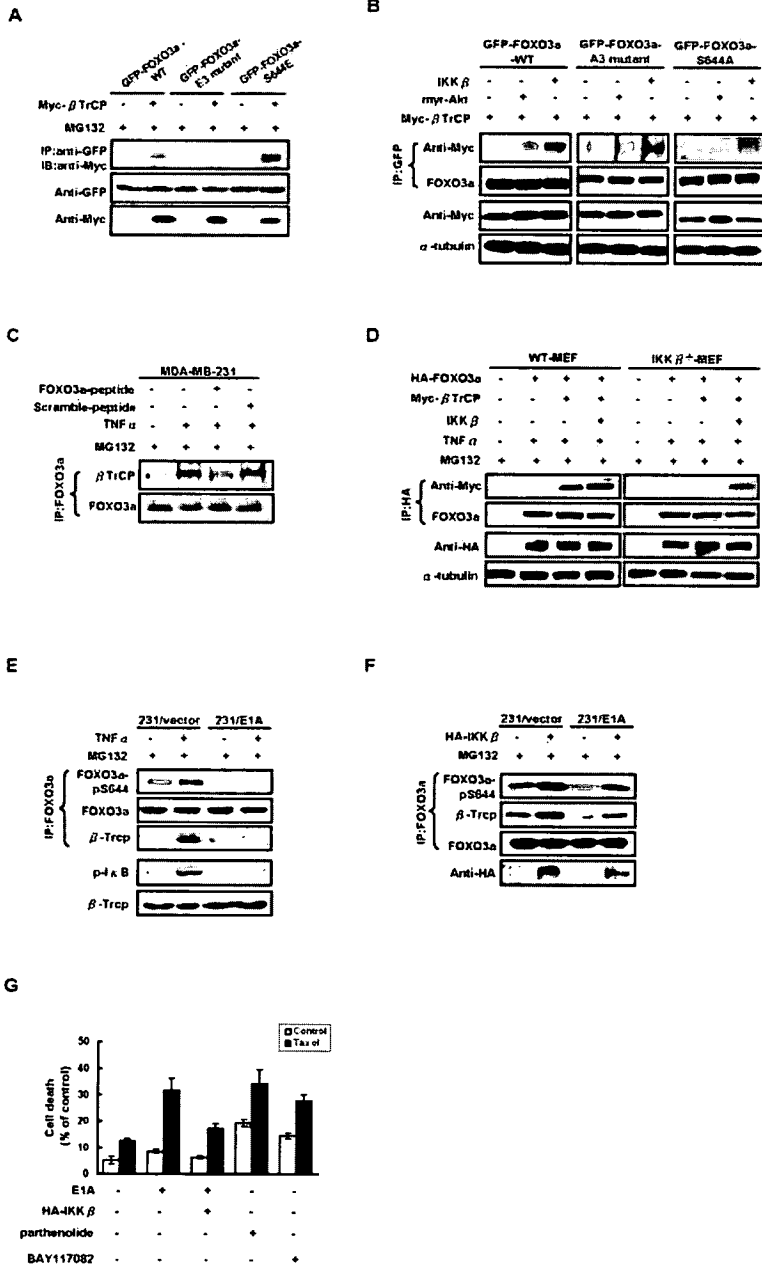 A
GFP-FOXO3a-WT
GFP-FOXO3a-E3 mutant
GFP-FOXO3a-S644E
Myc-βTrCP - + - + - +
MG132 + + + + + +
IP:anti-GFP
IB:anti-Myc
Anti-GFP
Anti-Myc
B
GFP-FOXO3a-WT
GFP-FOXO3a-A3 mutant
GFP-FOXO3a-S644A
IKKβ - - + - - + - - +
myr-Akt - + - - + - - + -
Myc-βTrCP + + + + + + + + +
IP:GFP
Anti-Myc
FOXO3a
Anti-Myc
α-tubulin
C
MDA-MB-231
FOXO3a-peptide - - + -
Scramble-peptide - - - +
TNFα - + + +
MG132 + + + +
IP:FOXO3a
βTrCP
FOXO3a
D
WT-MEF
IKKβ-/-MEF
HA-FOXO3a - + + + - + + +
Myc-βTrCP - - + + - - + +
IKKβ - - - + - - - +
TNFα - + + + - + + +
MG132 + + + + + + + +
IP:HA
Anti-Myc
FOXO3a
Anti-HA
α-tubulin
E
231/vector 231/E1A
TNFα - + - +
MG132 + + + +
IP:FOXO3a
FOXO3a-pS644
FOXO3a
β-Trcp
p-IκB
β-Trcp
F
231/vector 231/E1A
HA-IKKβ - + - +
MG132 + + + +
IP:FOXO3a
FOXO3a-pS644
β-Trcp
FOXO3a
Anti-HA
G
Control
Taxol
Cell death
(% of control)
50
40
30
20
10
0
E1A - + + - -
HA-IKKβ - - + - -
parthenolide - - - + -
BAY117082 - - - - +